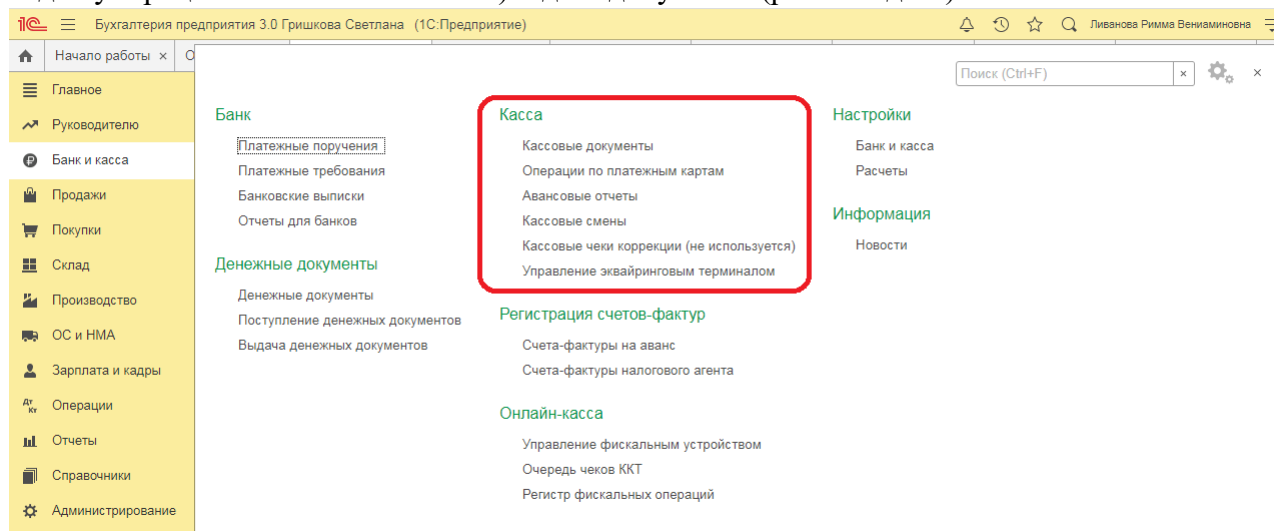 1С Бухгалтерия предприятия 3.0 Гришкова Светлана (1С:Предприятие) Ливанова Римма Вениаминовна
Начало работы × О
Поиск (Ctrl+F) × ×
Главное
Руководителю
Банк и касса
Продажи
Покупки
Склад
Производство
ОС и НМА
Зарплата и кадры
Дт Кт Операции
Отчеты
Справочники
Администрирование
Банк
Платежные поручения
Платежные требования
Банковские выписки
Отчеты для банков
Денежные документы
Денежные документы
Поступление денежных документов
Выдача денежных документов
Касса
Кассовые документы
Операции по платежным картам
Авансовые отчеты
Кассовые смены
Кассовые чеки коррекции (не используется)
Управление эквайринговым терминалом
Регистрация счетов-фактур
Счета-фактуры на аванс
Счета-фактуры налогового агента
Онлайн-касса
Управление фискальным устройством
Очередь чеков ККТ
Регистр фискальных операций
Настройки
Банк и касса
Расчеты
Информация
Новости